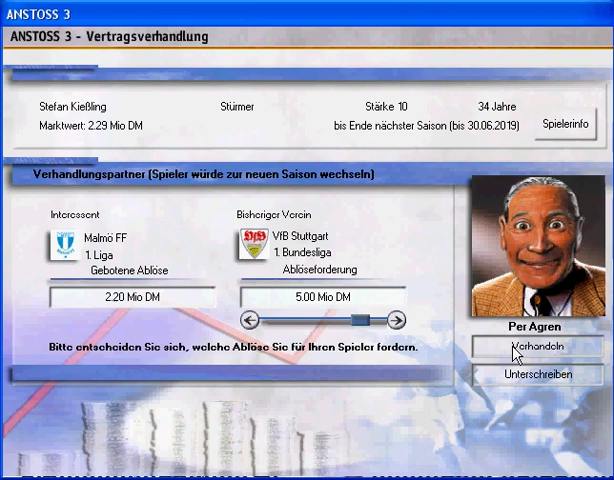 ANSTOSS 3
ANSTOSS 3 - Vertragsverhandlung
Stefan Kießling Stürmer Stärke 10 34 Jahre
Marktwert: 2.29 Mio DM bis Ende nächster Saison (bis 30.06.2019) Spielerinfo
Verhandlungspartner (Spieler würde zur neuen Saison wechseln)
Interessent Bisheriger Verein
Malmö FF VfB Stuttgart
1. Liga 1. Bundesliga
Gebotene Ablöse Ablöseforderung
2.20 Mio DM 5.00 Mio DM
Bitte entscheiden Sie sich, welche Ablöse Sie für Ihren Spieler fordern.
Per Agren
Verhandeln
Unterschreiben